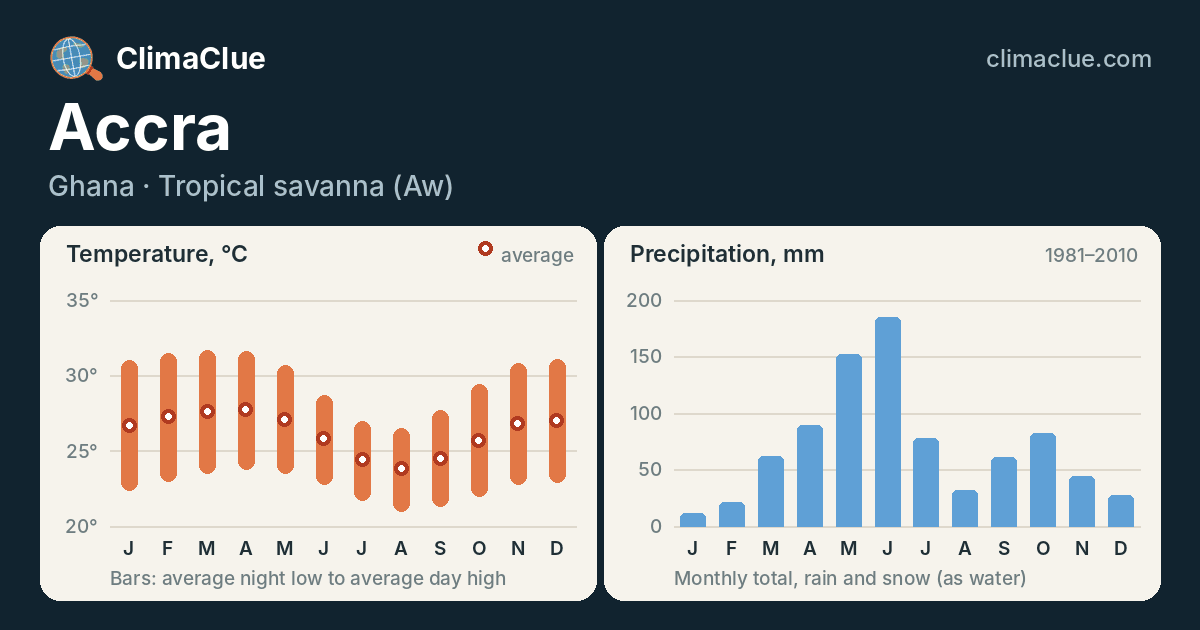 ClimaClue
climaclue.com
Accra
Ghana · Tropical savanna (Aw)
Temperature, °C
average
35°
30°
25°
20°
J F M A M J J A S O N D
Bars: average night low to average day high
Precipitation, mm
1981–2010
200
150
100
50
0
J F M A M J J A S O N D
Monthly total, rain and snow (as water)